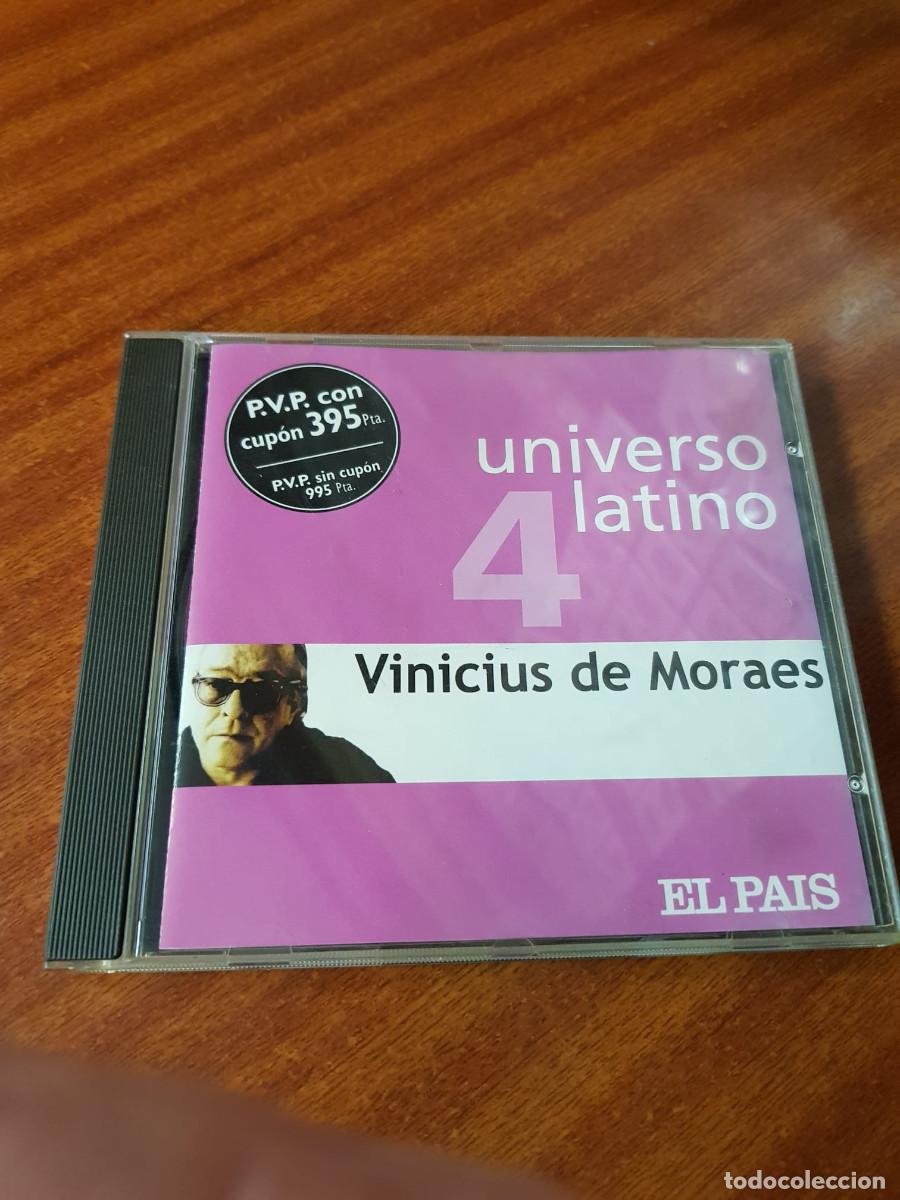 P.V.P. con
cupón 395 Pta.
P.V.P. sin cupón
995 Pta.
universo
latino
4
Vinicius de Moraes
EL PAIS
todocoleccion